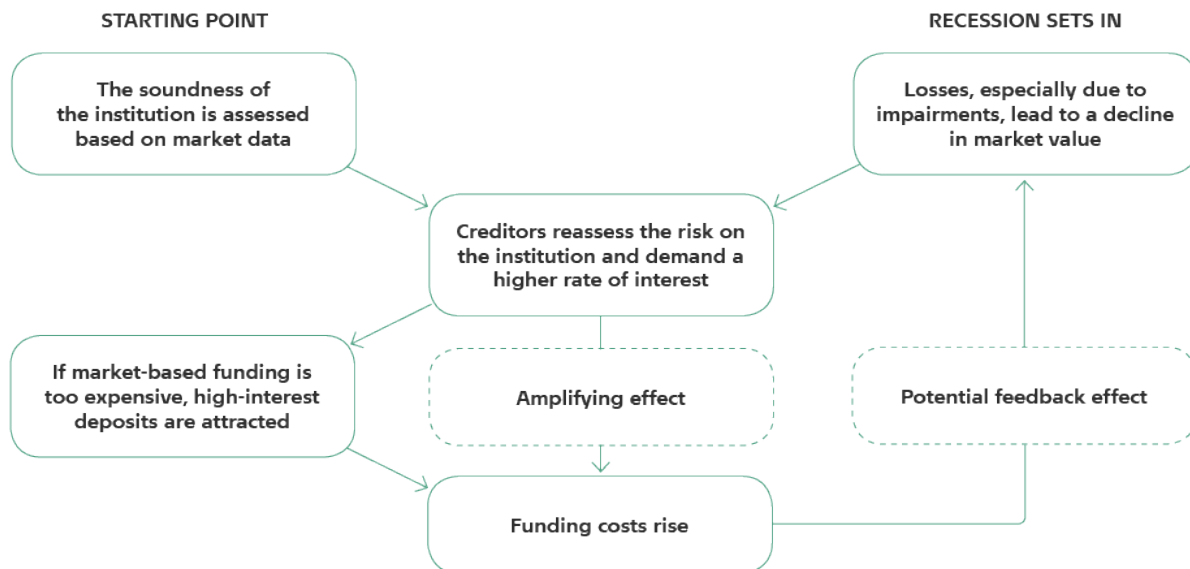 STARTING POINT
RECESSION SETS IN
The soundness of
the institution is assessed
based on market data
Losses, especially due to
impairments, lead to a decline
in market value
Creditors reassess the risk on
the institution and demand a
higher rate of interest
If market-based funding is
too expensive, high-interest
deposits are attracted
Amplifying effect
Potential feedback effect
Funding costs rise